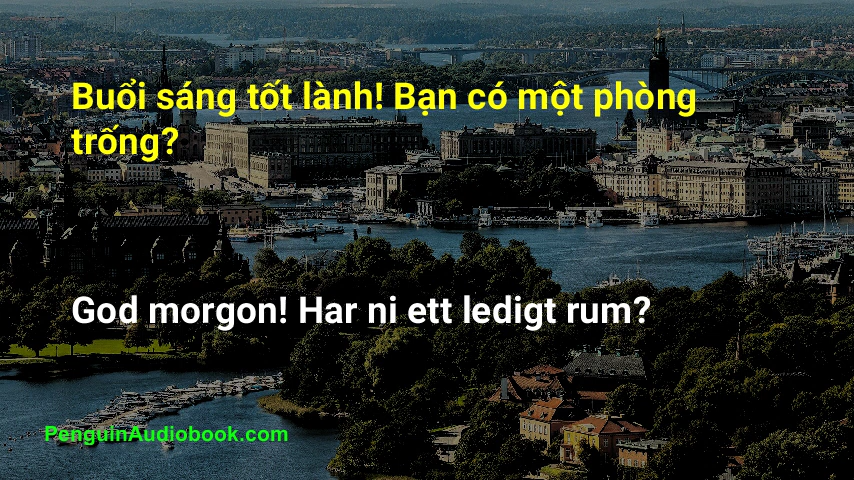 Buổi sáng tốt lành! Bạn có một phòng
trống?
God morgon! Har ni ett ledigt rum?
PenguinAudiobook.com